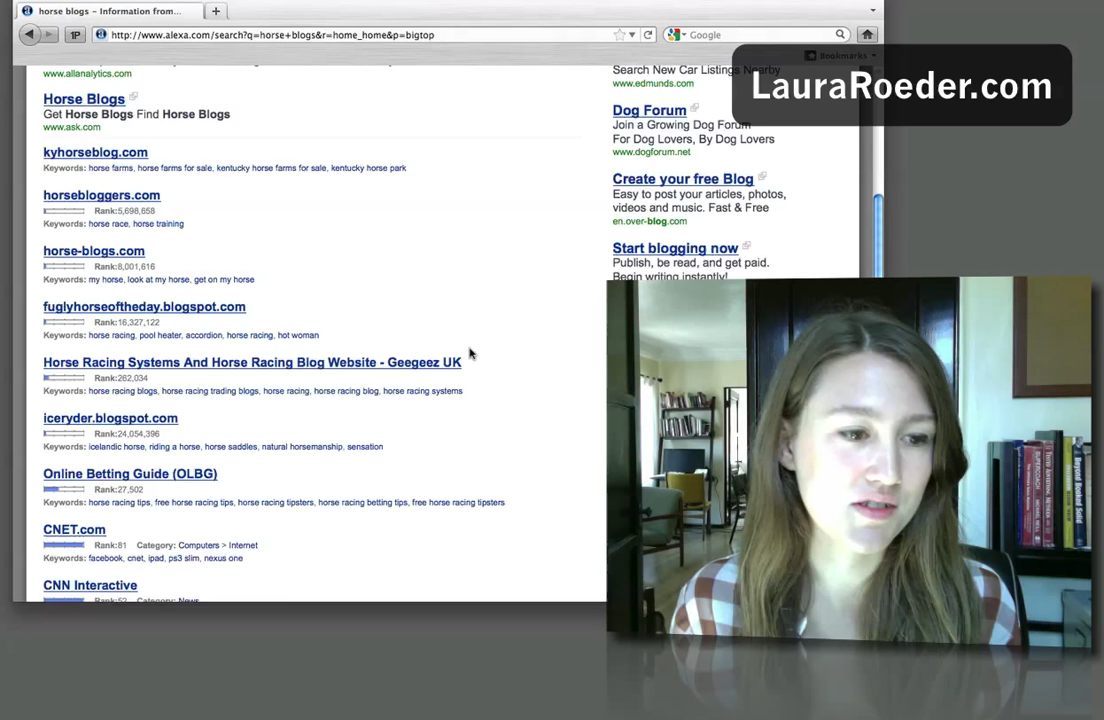 horse blogs – Information from...
http://www.alexa.com/search?q=horse+blogs&r=home_home&p=bigtop
Google
Bookmarks
LauraRoeder.com
www.allanalytics.com
Horse Blogs
Get Horse Blogs Find Horse Blogs
www.ask.com
kyhorseblog.com
Keywords: horse farms, horse farms for sale, kentucky horse farms for sale, kentucky horse park
horsebloggers.com
Rank:5,698,658
Keywords: horse race, horse training
horse-blogs.com
Rank:8,001,616
Keywords: my horse, look at my horse, get on my horse
fuglyhorseoftheday.blogspot.com
Rank:16,327,122
Keywords: horse racing, pool heater, accordion, horse racing, hot woman
Horse Racing Systems And Horse Racing Blog Website - Geegeez UK
Rank:262,034
Keywords: horse racing blogs, horse racing trading blogs, horse racing, horse racing blog, horse racing systems
iceryder.blogspot.com
Rank:24,054,396
Keywords: icelandic horse, riding a horse, horse saddles, natural horsemanship, sensation
Online Betting Guide (OLBG)
Rank:27,502
Keywords: horse racing tips, free horse racing tips, horse racing tipsters, horse racing betting tips, free horse racing tipsters
CNET.com
Rank:81 Category: Computers > Internet
Keywords: facebook, cnet, ipad, ps3 slim, nexus one
CNN Interactive
Rank:52 Category: News
Search New Car Listings Nearby
www.edmunds.com
Dog Forum
Join a Growing Dog Forum
For Dog Lovers, By Dog Lovers
www.dogforum.net
Create your free Blog
Easy to post your articles, photos,
videos and music. Fast & Free
en.over-blog.com
Start blogging now
Publish, be read, and get paid.
Begin writing instantly!
Beyond Booked Solid